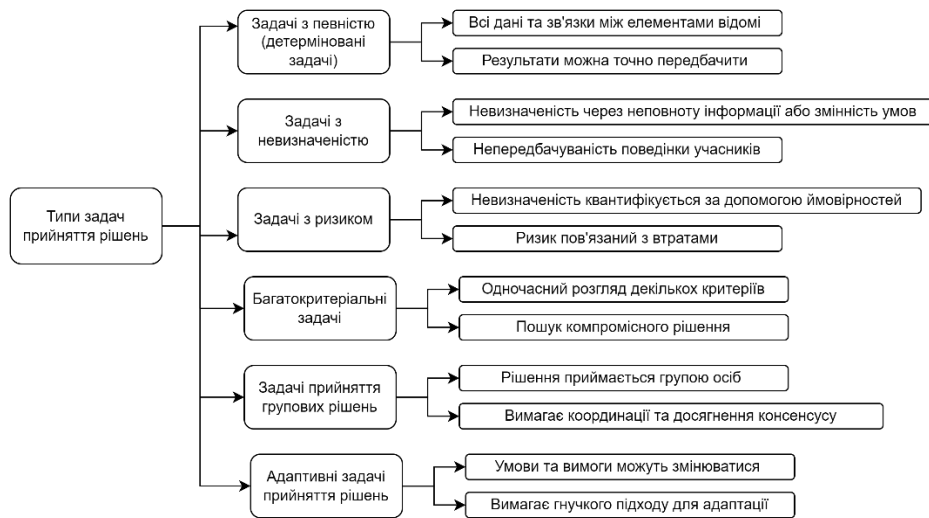 Типи задач
прийняття рішень
Задачі з певністю
(детерміновані
задачі)
Всі дані та зв'язки між елементами відомі
Результати можна точно передбачити
Задачі з
невизначеністю
Невизначеність через неповноту інформації або змінність умов
Непередбачуваність поведінки учасників
Задачі з ризиком
Невизначеність квантифікується за допомогою ймовірностей
Ризик пов'язаний з втратами
Багатокритеріальні
задачі
Одночасний розгляд декількох критеріїв
Пошук компромісного рішення
Задачі прийняття
групових рішень
Рішення приймається групою осіб
Вимагає координації та досягнення консенсусу
Адаптивні задачі
прийняття рішень
Умови та вимоги можуть змінюватися
Вимагає гнучкого підходу для адаптації